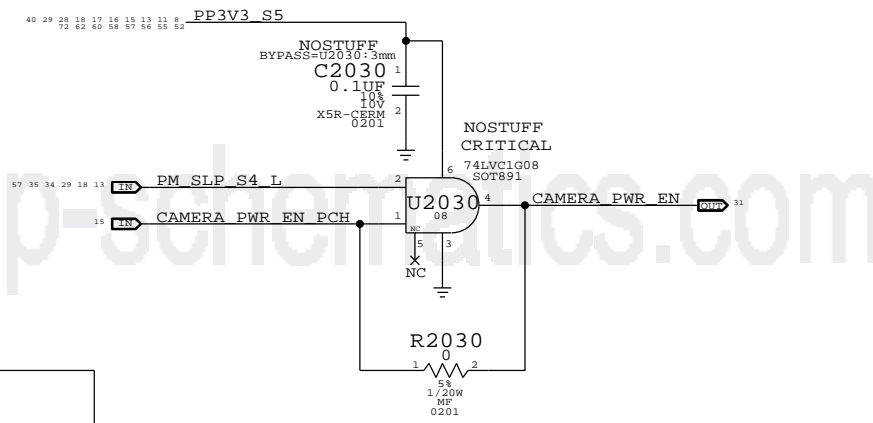 40 29 28 18 17 16 15 13 11 8
72 62 60 58 57 56 55 52
PP3V3_S5
NOSTUFF
BYPASS=U2030:3mm
C2030
1
0.1UF
10%
10V
2
X5R-CERM
0201
NOSTUFF
CRITICAL
74LVC1G08
SOT891
6
57 35 34 29 18 13
IN
PM_SLP_S4_L
2
U2030
08
4
CAMERA_PWR_EN
OUT
31
15
IN
CAMERA_PWR_EN_PCH
1
NC
5
3
NC
R2030
0
1
2
5%
1/20W
MF
0201
p-schematics.com